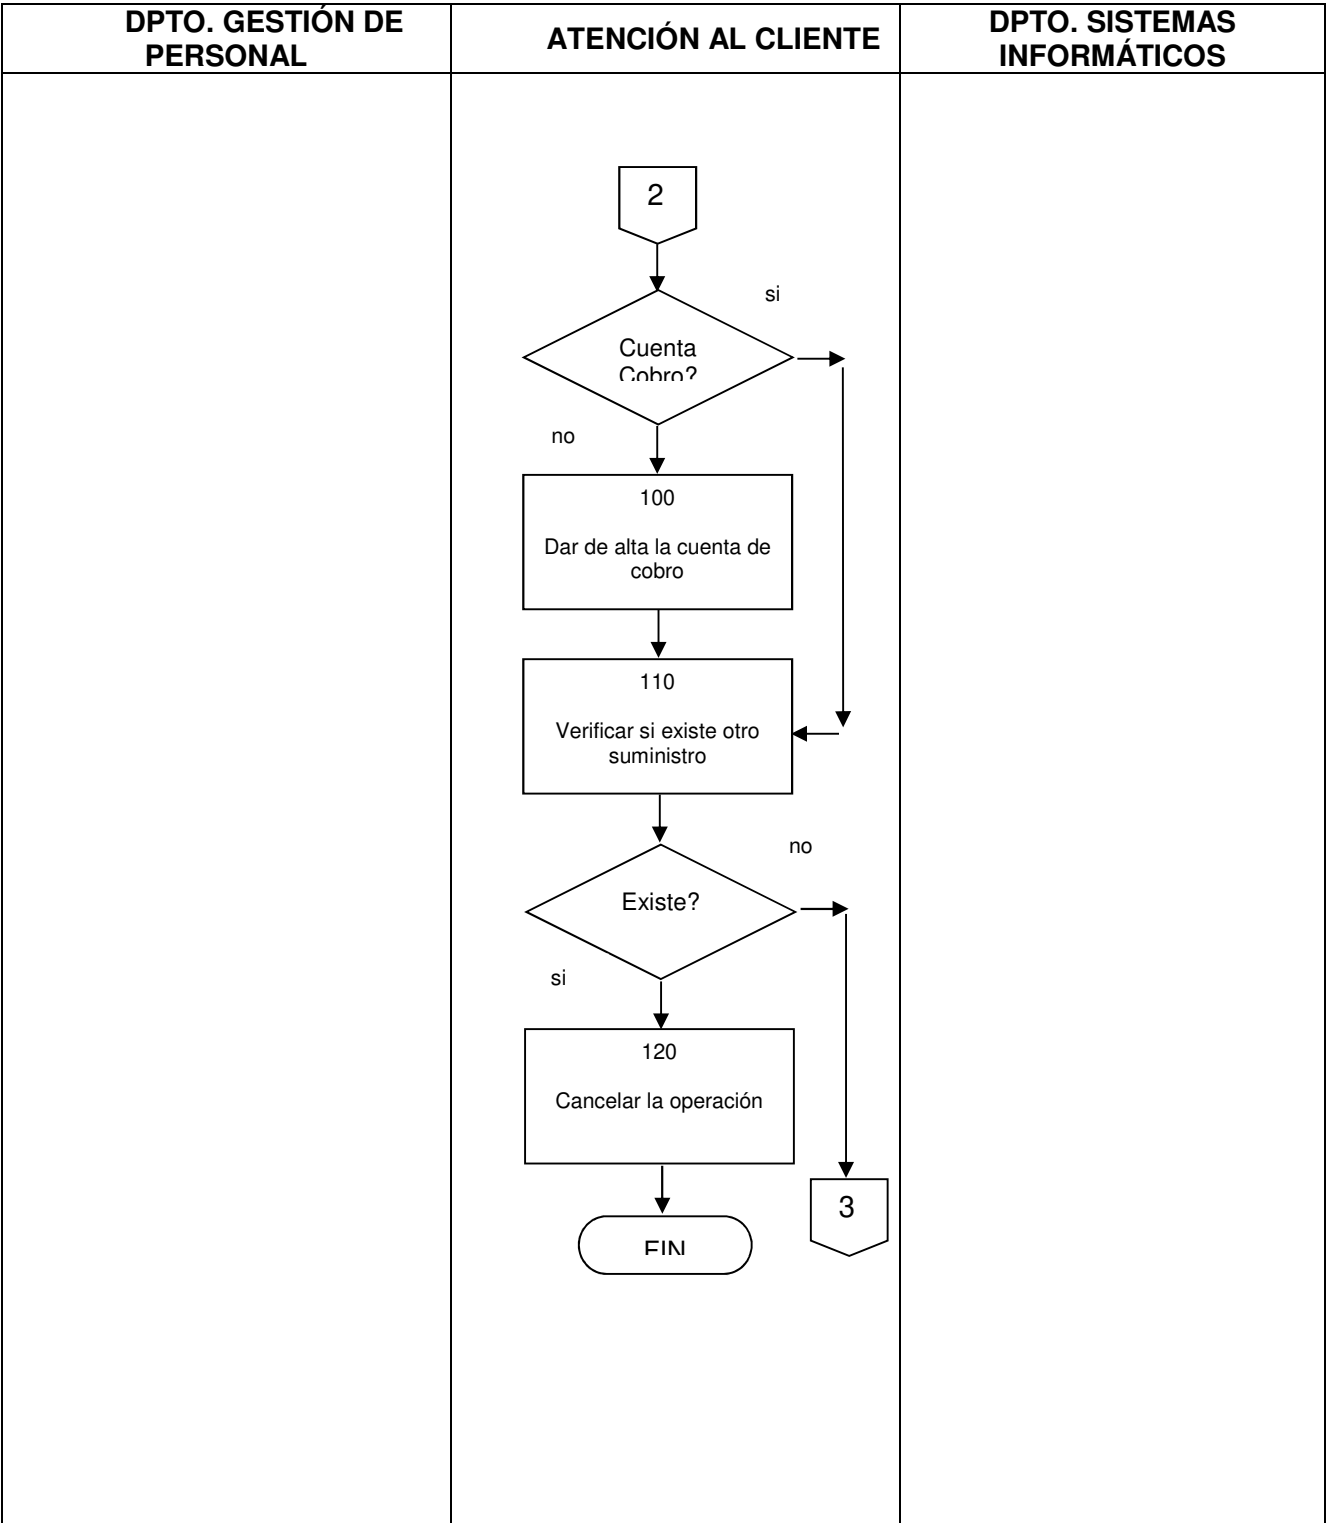 DPTO. GESTIÓN DE
PERSONAL
ATENCIÓN AL CLIENTE
DPTO. SISTEMAS
INFORMÁTICOS
2
si
Cuenta
Cobro?
no
100
Dar de alta la cuenta de
cobro
110
Verificar si existe otro
suministro
no
Existe?
si
120
Cancelar la operación
3
FIN